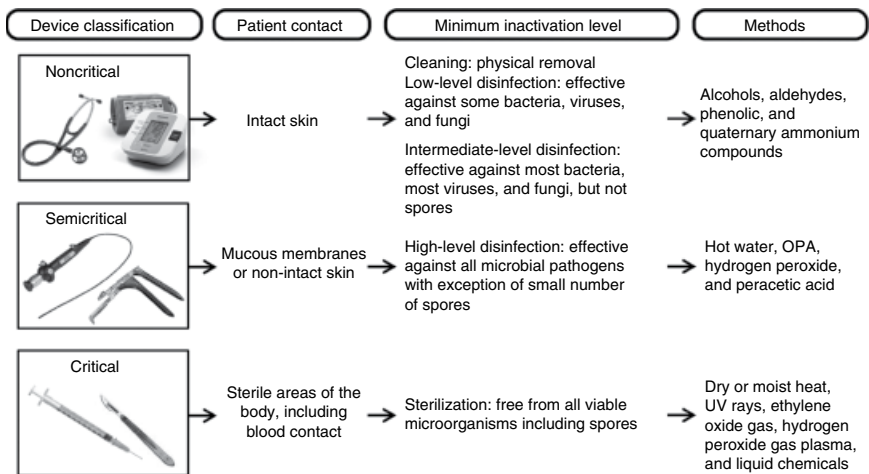 Device classification
Patient contact
Minimum inactivation level
Methods
Noncritical
Intact skin
Cleaning: physical removal
Low-level disinfection: effective
against some bacteria, viruses,
and fungi
Intermediate-level disinfection:
effective against most bacteria,
most viruses, and fungi, but not
spores
Alcohols, aldehydes,
phenolic, and
quaternary ammonium
compounds
Semicritical
Mucous membranes
or non-intact skin
High-level disinfection: effective
against all microbial pathogens
with exception of small number
of spores
Hot water, OPA,
hydrogen peroxide,
and peracetic acid
Critical
Sterile areas of the
body, including
blood contact
Sterilization: free from all viable
microorganisms including spores
Dry or moist heat,
UV rays, ethylene
oxide gas, hydrogen
peroxide gas plasma,
and liquid chemicals